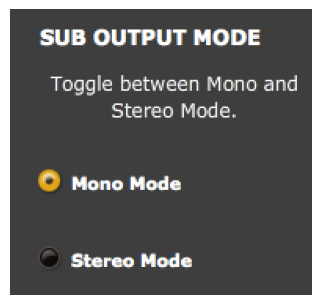 SUB OUTPUT MODE
Toggle between Mono and
Stereo Mode.
Mono Mode
Stereo Mode